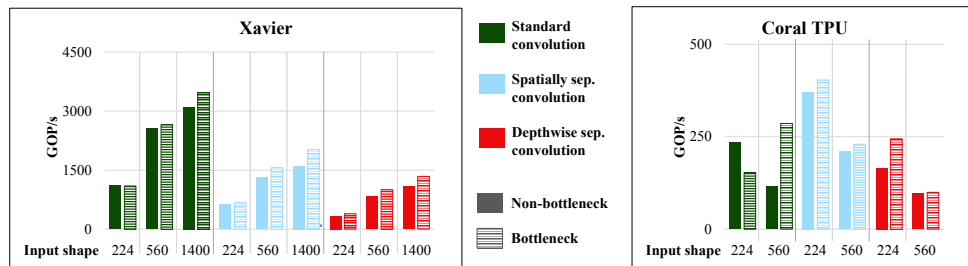 Xavier
4500
3000
1500
0
GOP/s
Input shape 224 560 1400 224 560 1400 224 560 1400
Standard
convolution
Spatially sep.
convolution
Depthwise sep.
convolution
Non-bottleneck
Bottleneck
Coral TPU
500
250
0
GOP/s
Input shape 224 560 224 560 224 560